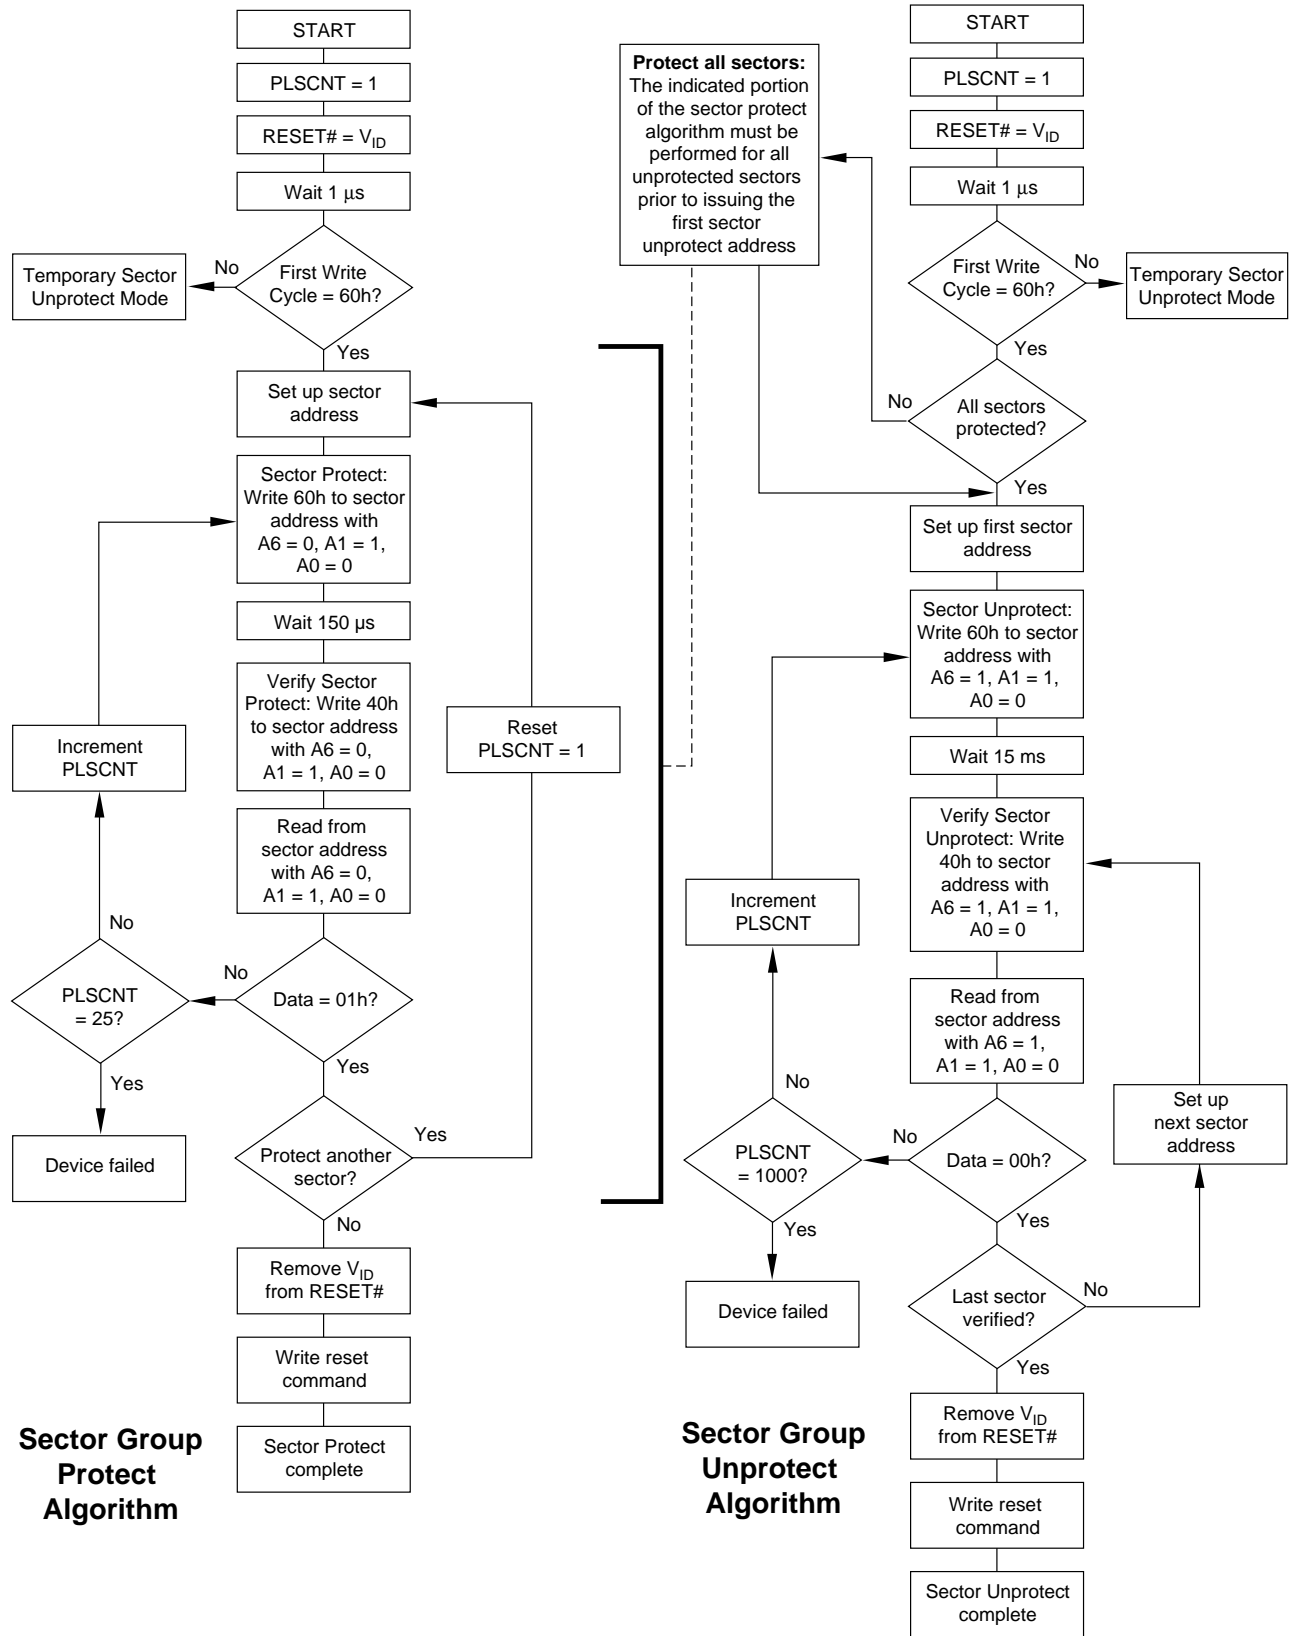 START
PLSCNT = 1
RESET# = VID
Wait 1 μs
First Write
Cycle = 60h?
No
Temporary Sector
Unprotect Mode
Yes
Set up sector
address
Sector Protect:
Write 60h to sector
address with
A6 = 0, A1 = 1,
A0 = 0
Wait 150 µs
Verify Sector
Protect: Write 40h
to sector address
with A6 = 0,
A1 = 1, A0 = 0
Reset
PLSCNT = 1
Increment
PLSCNT
Read from
sector address
with A6 = 0,
A1 = 1, A0 = 0
No
No
Data = 01h?
PLSCNT
= 25?
Yes
Yes
Device failed
Protect another
sector?
Yes
No
Remove VID
from RESET#
Write reset
command
Sector Protect
complete
Sector Group
Protect
Algorithm
Protect all sectors:
The indicated portion
of the sector protect
algorithm must be
performed for all
unprotected sectors
prior to issuing the
first sector
unprotect address
START
PLSCNT = 1
RESET# = VID
Wait 1 μs
First Write
Cycle = 60h?
No
Temporary Sector
Unprotect Mode
Yes
No
All sectors
protected?
Yes
Set up first sector
address
Sector Unprotect:
Write 60h to sector
address with
A6 = 1, A1 = 1,
A0 = 0
Wait 15 ms
Verify Sector
Unprotect: Write
40h to sector
address with
A6 = 1, A1 = 1,
A0 = 0
Increment
PLSCNT
Read from
sector address
with A6 = 1,
A1 = 1, A0 = 0
No
Set up
next sector
address
No
Data = 00h?
PLSCNT
= 1000?
Yes
Yes
Device failed
Last sector
verified?
No
Yes
Remove VID
from RESET#
Write reset
command
Sector Unprotect
complete
Sector Group
Unprotect
Algorithm